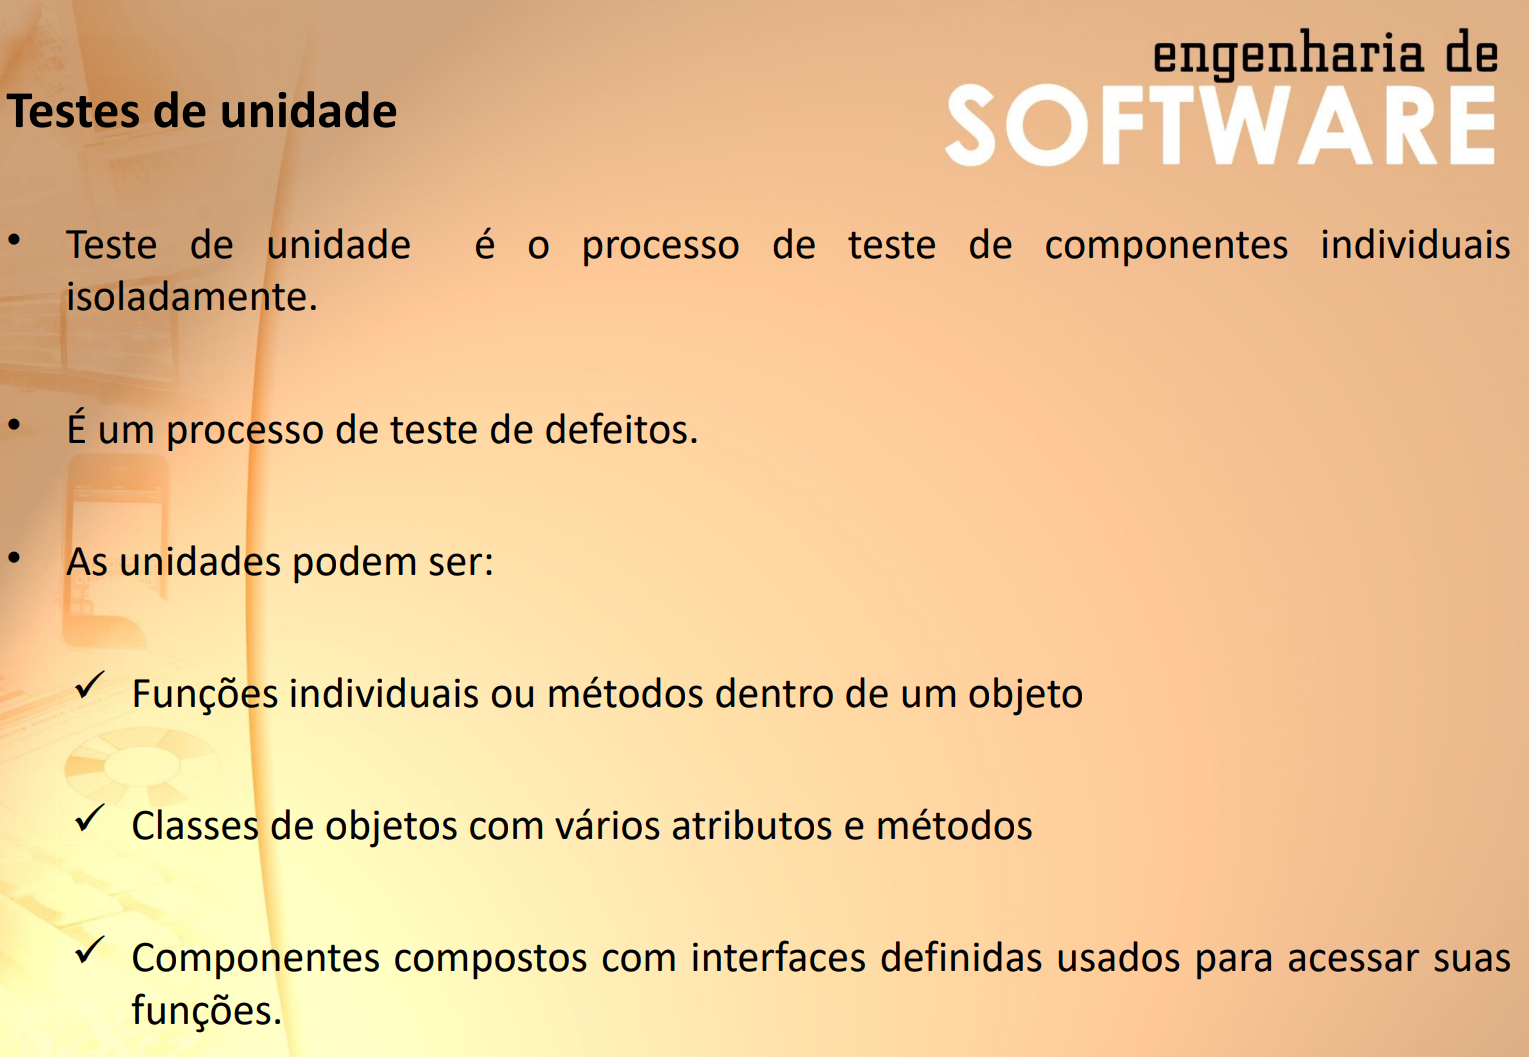 engenharia de
SOFTWARE
Testes de unidade
• Teste de unidade é o processo de teste de componentes individuais
isoladamente.
• É um processo de teste de defeitos.
• As unidades podem ser:
✓ Funções individuais ou métodos dentro de um objeto
✓ Classes de objetos com vários atributos e métodos
✓ Componentes compostos com interfaces definidas usados para acessar suas
funções.